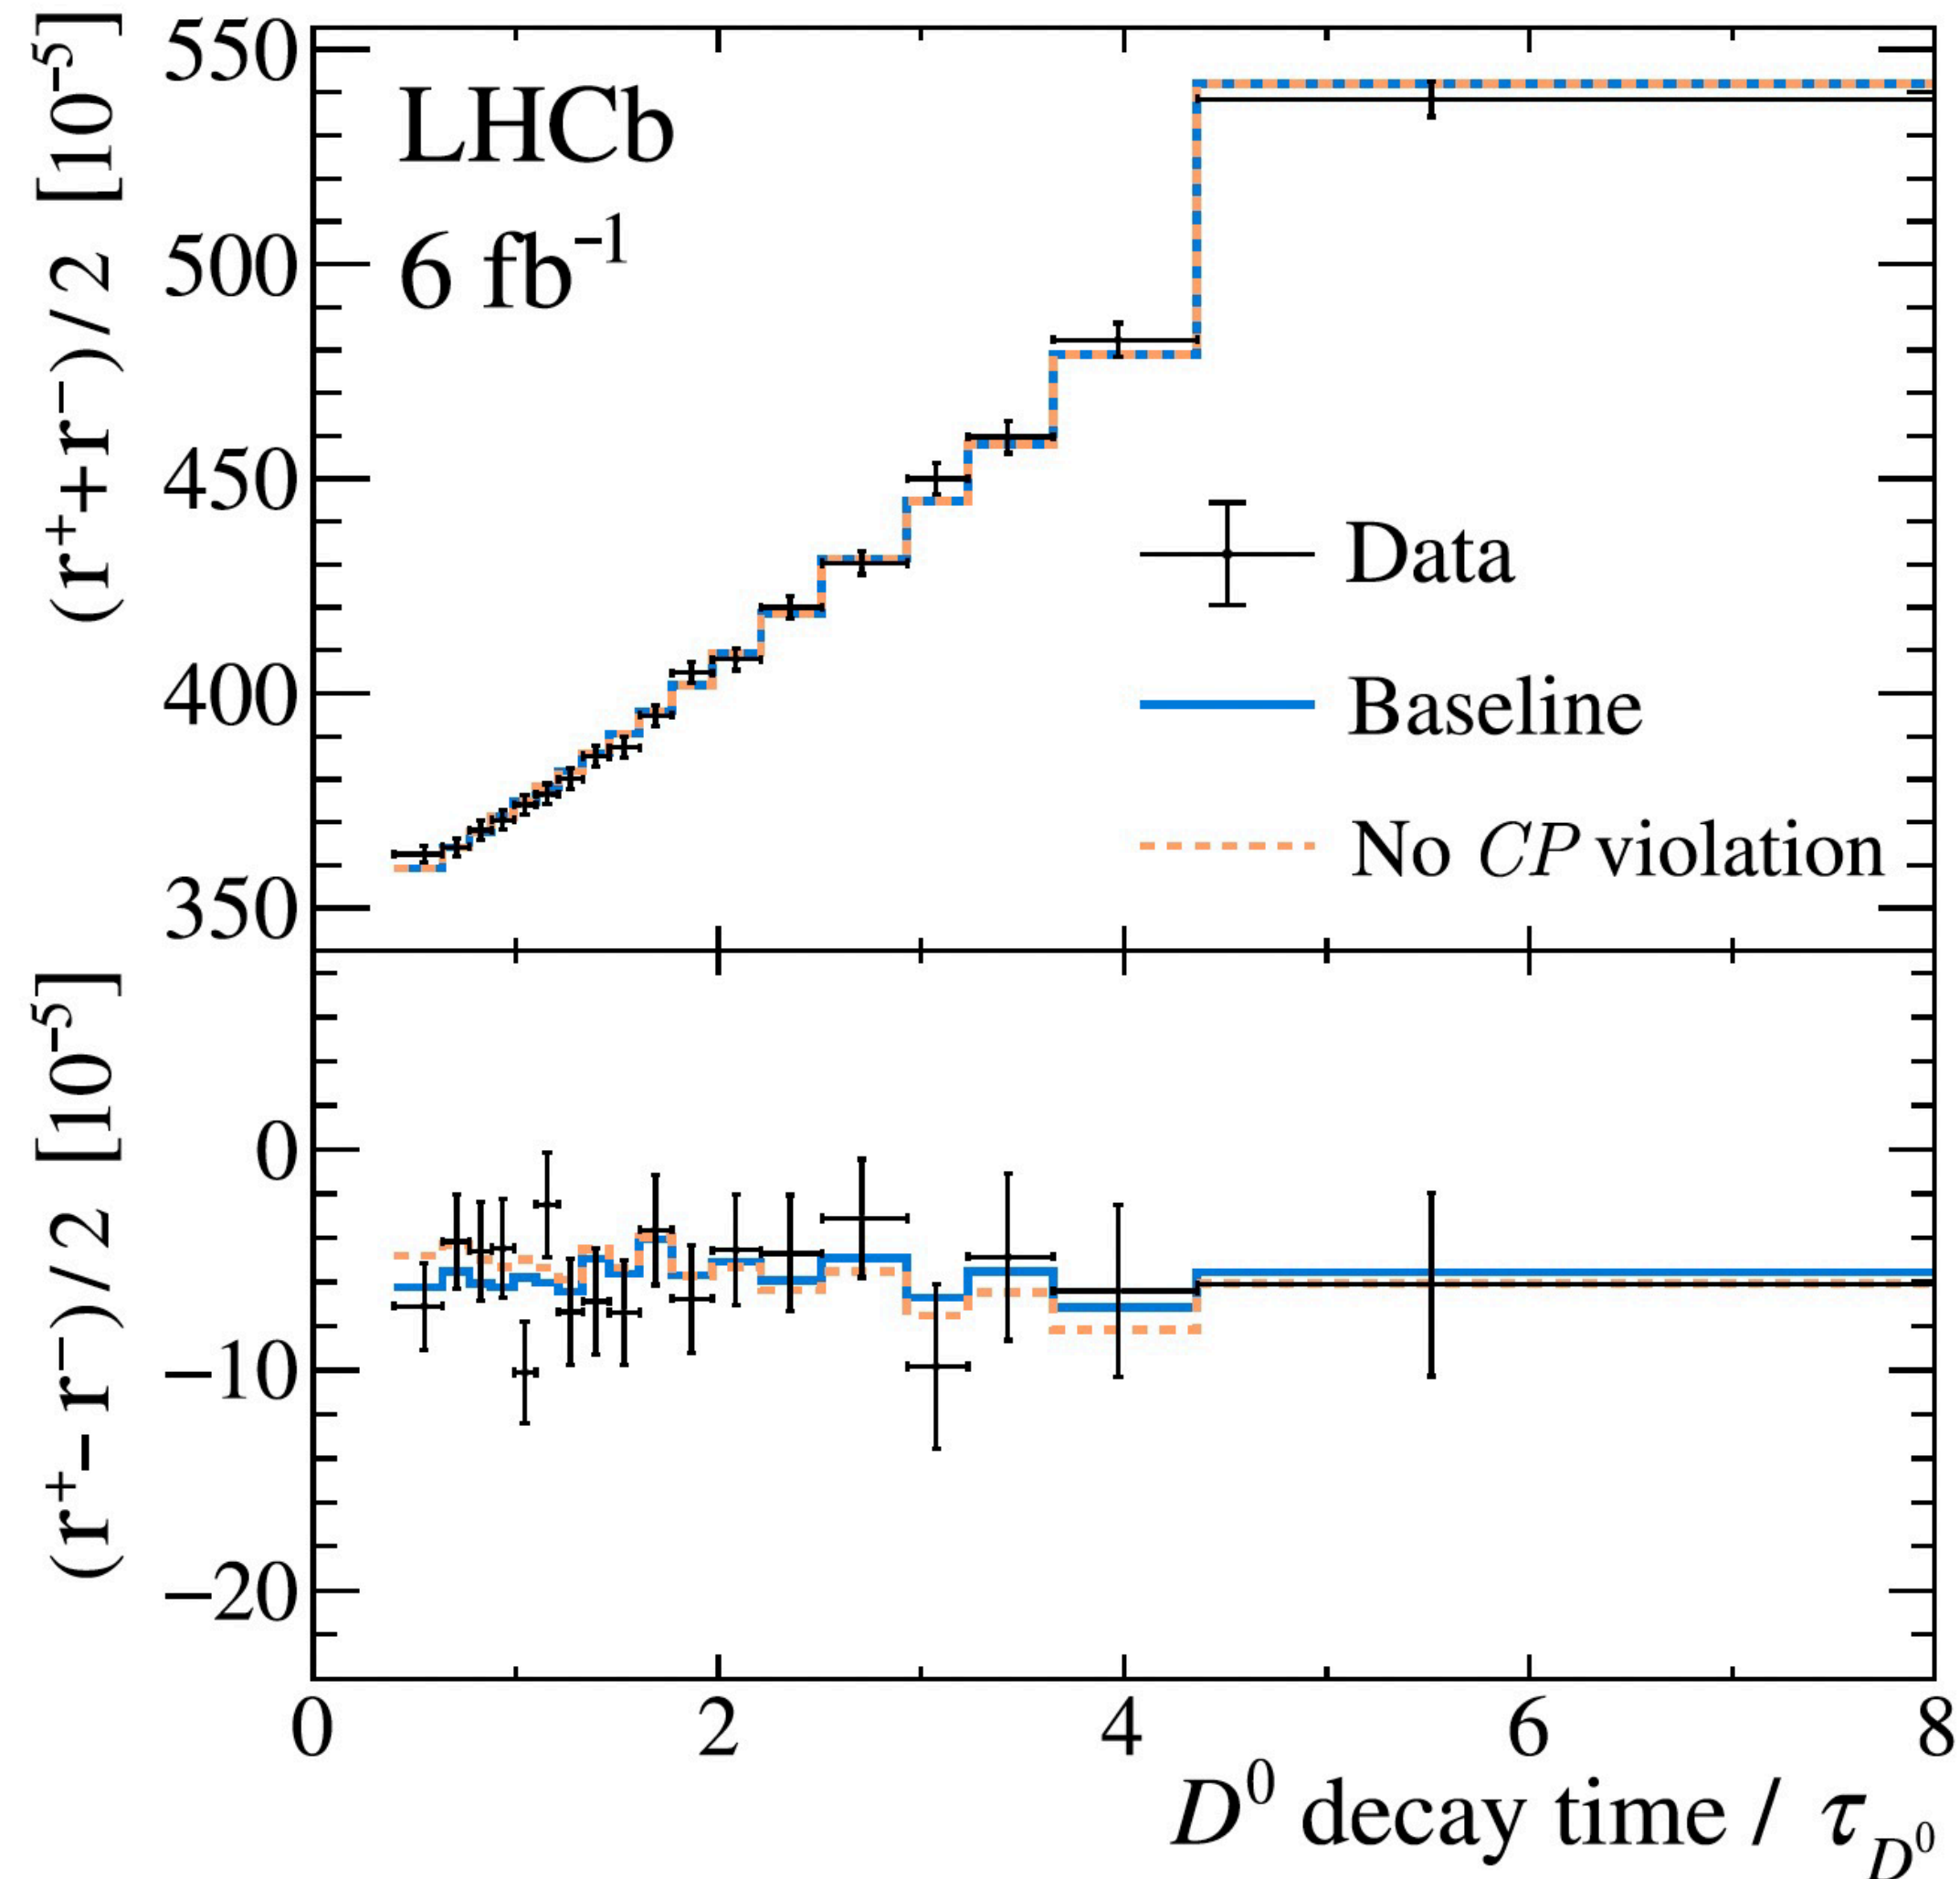 (r⁺+r⁻)/2 [10⁻⁵]
550
500
450
400
350
LHCb
6 fb⁻¹
Data
Baseline
No CP violation
(r⁺−r⁻)/2 [10⁻⁵]
0
−10
−20
0 2 4 6 8
D⁰ decay time / τ_D⁰